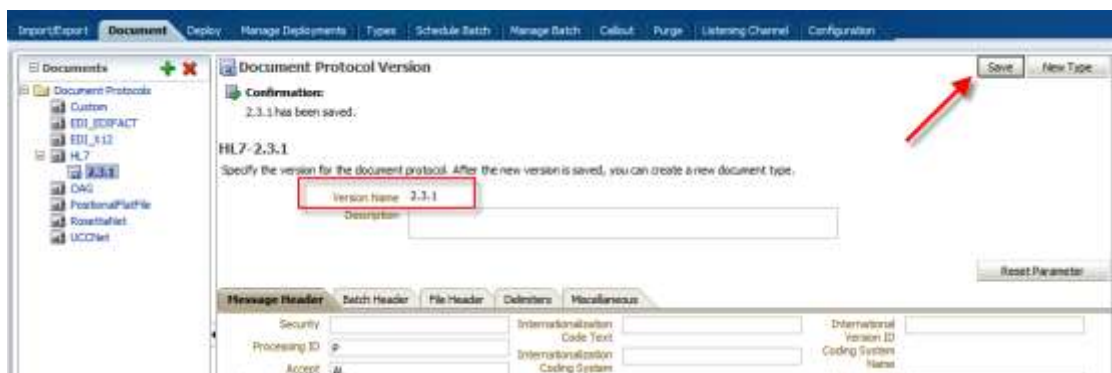 Import/Export Document Deploy Manage Deployments Types Schedule Batch Manage Batch Callout Purge Listening Channel Configuration
Documents
Document Protocols
Custom
EDI_EDIFACT
EDI_X12
HL7
2.3.1
OAG
PositionalFlatFile
RosettaNet
UCCNet
Document Protocol Version
Save New Type
Confirmation:
2.3.1 has been saved.
HL7-2.3.1
Specify the version for the document protocol. After the new version is saved, you can create a new document type.
Version Name 2.3.1
Description
Reset Parameter
Message Header Batch Header File Header Delimiters Miscellaneous
Security
Processing ID P
Accept AL
Internationalization
Code Text
Internationalization
Coding System
International
Version ID
Coding System
Name